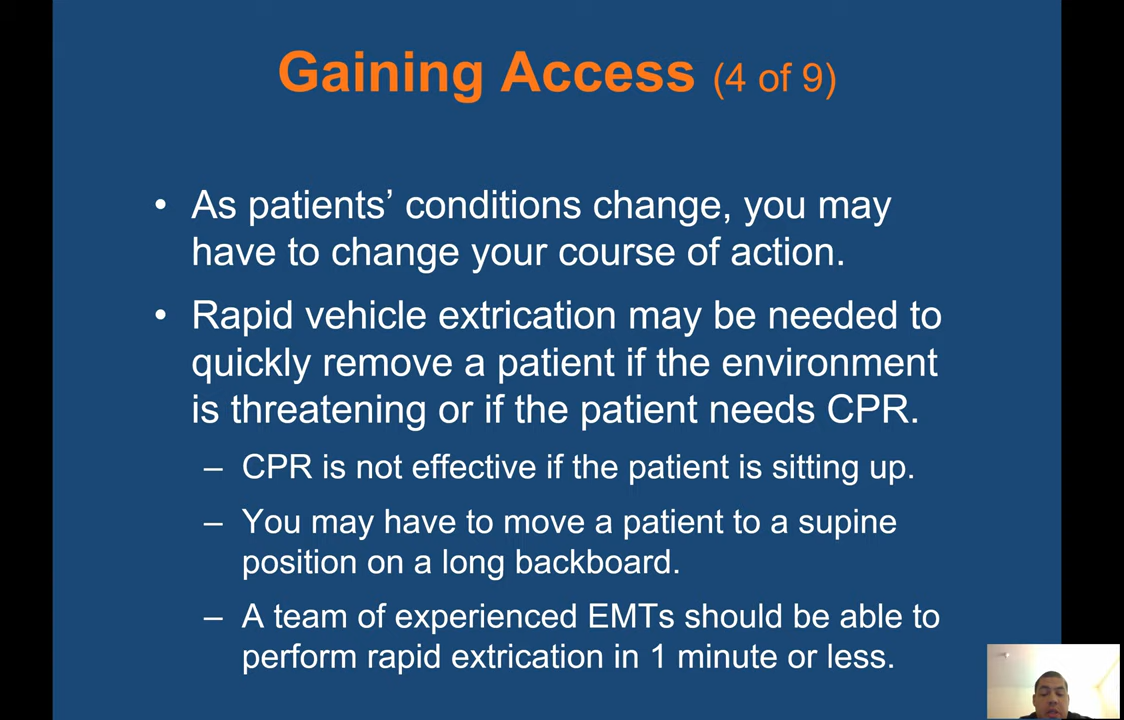 Gaining Access (4 of 9)
• As patients’ conditions change, you may
have to change your course of action.
• Rapid vehicle extrication may be needed to
quickly remove a patient if the environment
is threatening or if the patient needs CPR.
– CPR is not effective if the patient is sitting up.
– You may have to move a patient to a supine
position on a long backboard.
– A team of experienced EMTs should be able to
perform rapid extrication in 1 minute or less.